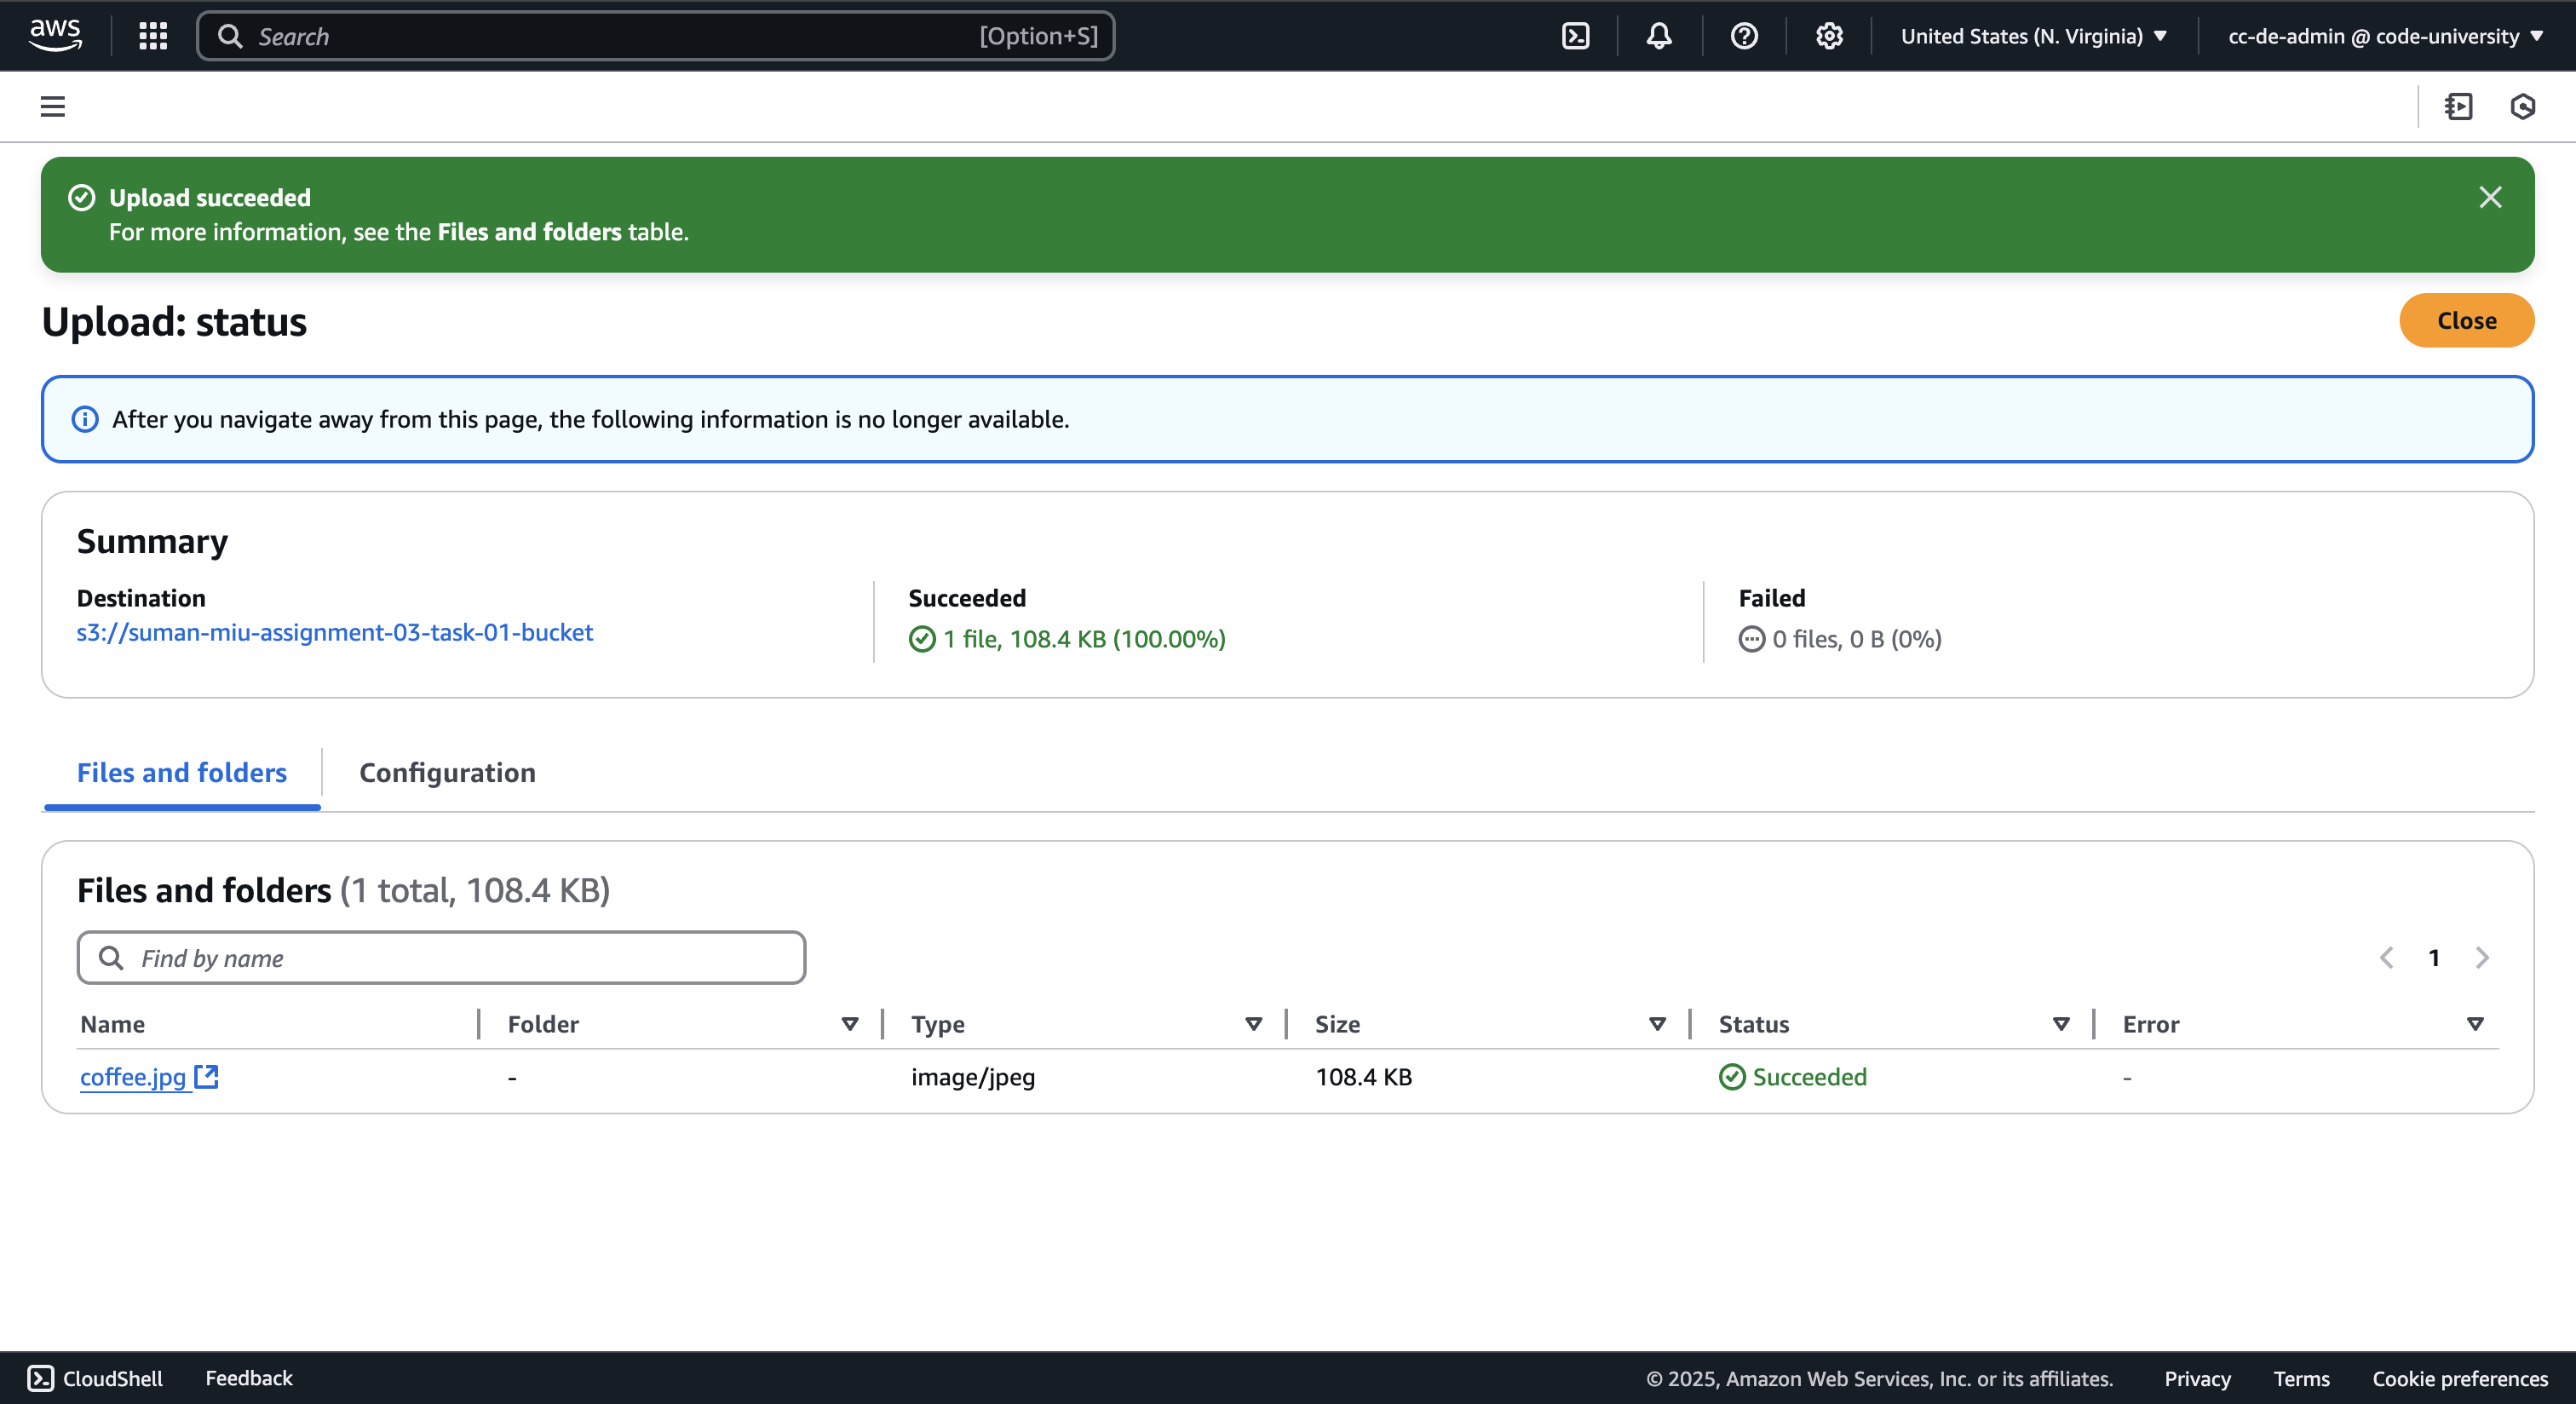 aws
Search [Option+S] United States (N. Virginia) cc-de-admin @ code-university
Upload succeeded
For more information, see the Files and folders table.
Upload: status
Close
After you navigate away from this page, the following information is no longer available.
Summary
Destination Succeeded Failed
s3://suman-miu-assignment-03-task-01-bucket 1 file, 108.4 KB (100.00%) 0 files, 0 B (0%)
Files and folders Configuration
Files and folders (1 total, 108.4 KB)
Find by name 1
Name Folder Type Size Status Error
coffee.jpg - image/jpeg 108.4 KB Succeeded -
CloudShell Feedback © 2025, Amazon Web Services, Inc. or its affiliates. Privacy Terms Cookie preferences